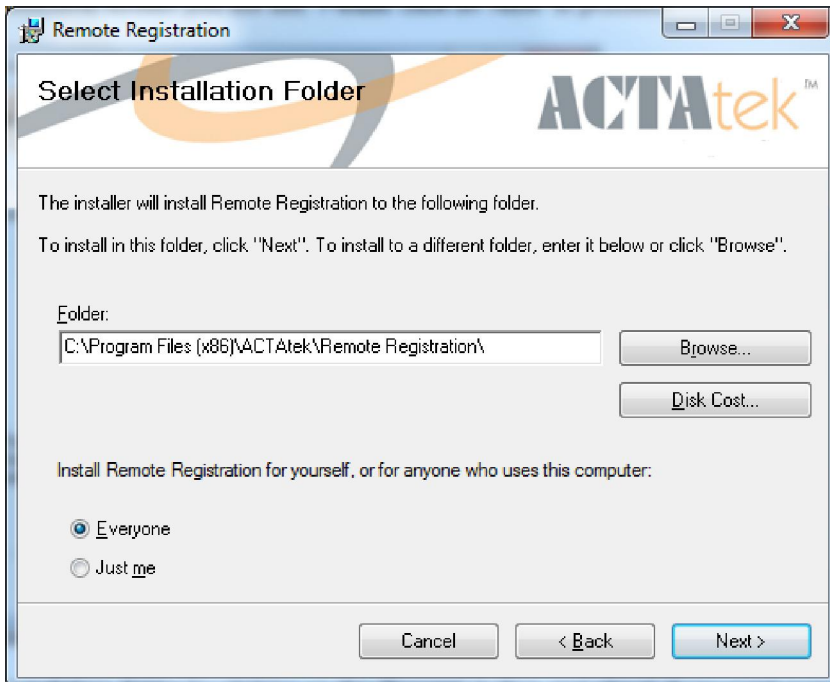 Remote Registration
Select Installation Folder
ACTAtek™
The installer will install Remote Registration to the following folder.
To install in this folder, click "Next". To install to a different folder, enter it below or click "Browse".
Folder:
C:\Program Files (x86)\ACTAtek\Remote Registration\
Browse...
Disk Cost...
Install Remote Registration for yourself, or for anyone who uses this computer:
Everyone
Just me
Cancel
< Back
Next >